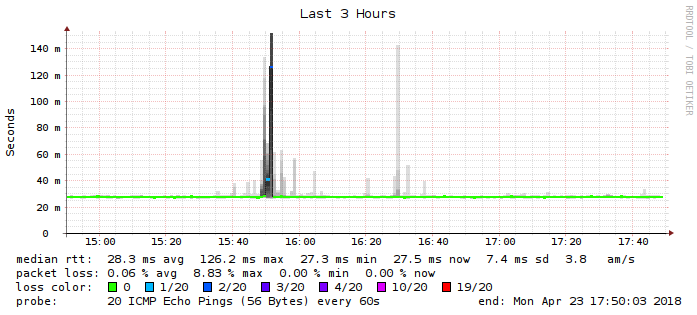 Last 3 Hours
RRDTOOL / TOBI OETIKER
Seconds
140 m
120 m
100 m
80 m
60 m
40 m
20 m
0
15:00 15:20 15:40 16:00 16:20 16:40 17:00 17:20 17:40
median rtt: 28.3 ms avg 126.2 ms max 27.3 ms min 27.5 ms now 7.4 ms sd 3.8 am/s
packet loss: 0.06 % avg 8.83 % max 0.00 % min 0.00 % now
loss color: 0 1/20 2/20 3/20 4/20 10/20 19/20
probe: 20 ICMP Echo Pings (56 Bytes) every 60s end: Mon Apr 23 17:50:03 2018